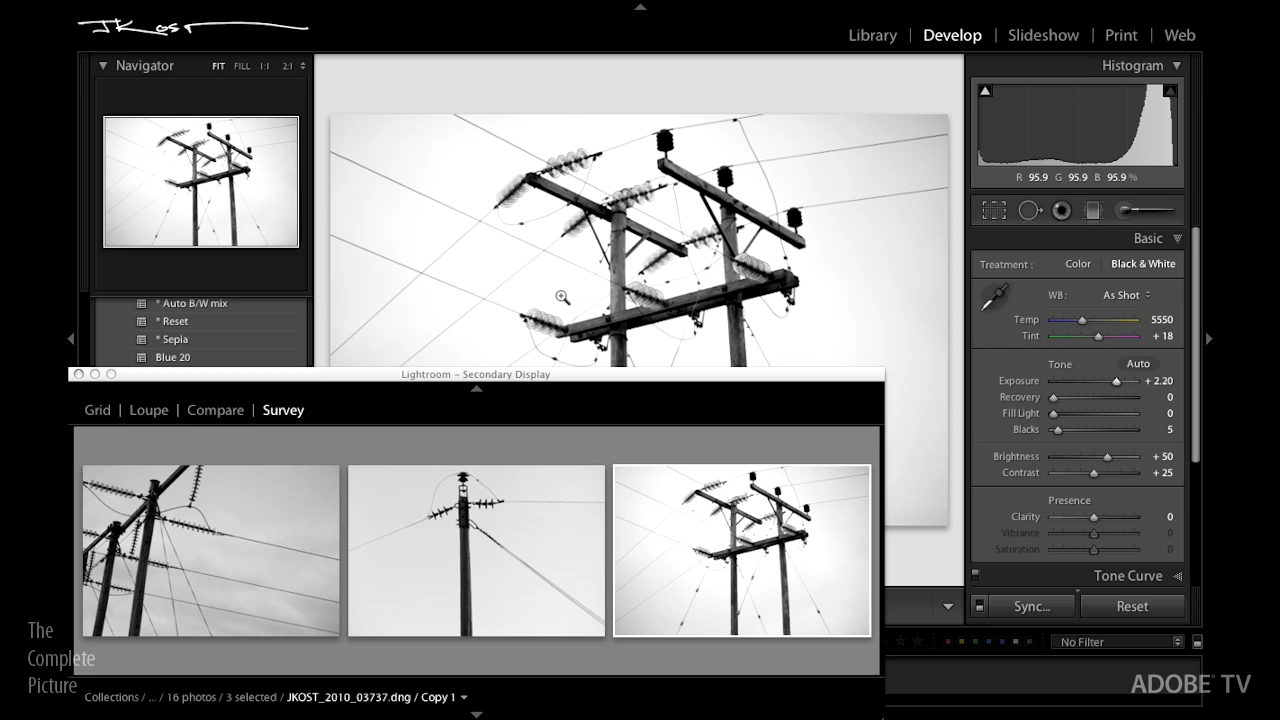 JKost
Library | Develop | Slideshow | Print | Web
Navigator FIT FILL 1:1 2:1
Histogram
R 95.9 G 95.9 B 95.9 %
Basic
Treatment : Color | Black & White
WB : As Shot
Temp 5550
Tint + 18
Tone Auto
Exposure + 2.20
Recovery 0
Fill Light 0
Blacks 5
Brightness + 50
Contrast + 25
Presence
Clarity 0
Vibrance 0
Saturation 0
Tone Curve
Sync... Reset
No Filter
* Auto B/W mix
* Reset
* Sepia
Blue 20
Lightroom – Secondary Display
Grid | Loupe | Compare | Survey
Collections / ... / 16 photos / 3 selected / JKOST_2010_03737.dng / Copy 1
The
Complete
Picture
ADOBE TV